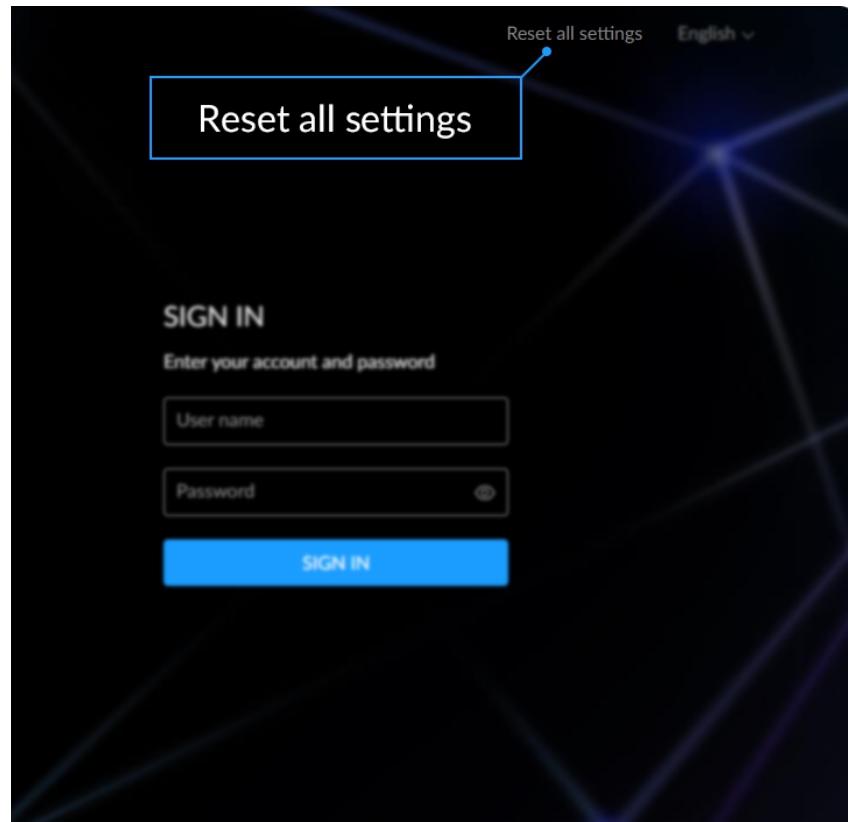 Reset all settings English
Reset all settings
SIGN IN
Enter your account and password
User name
Password
SIGN IN